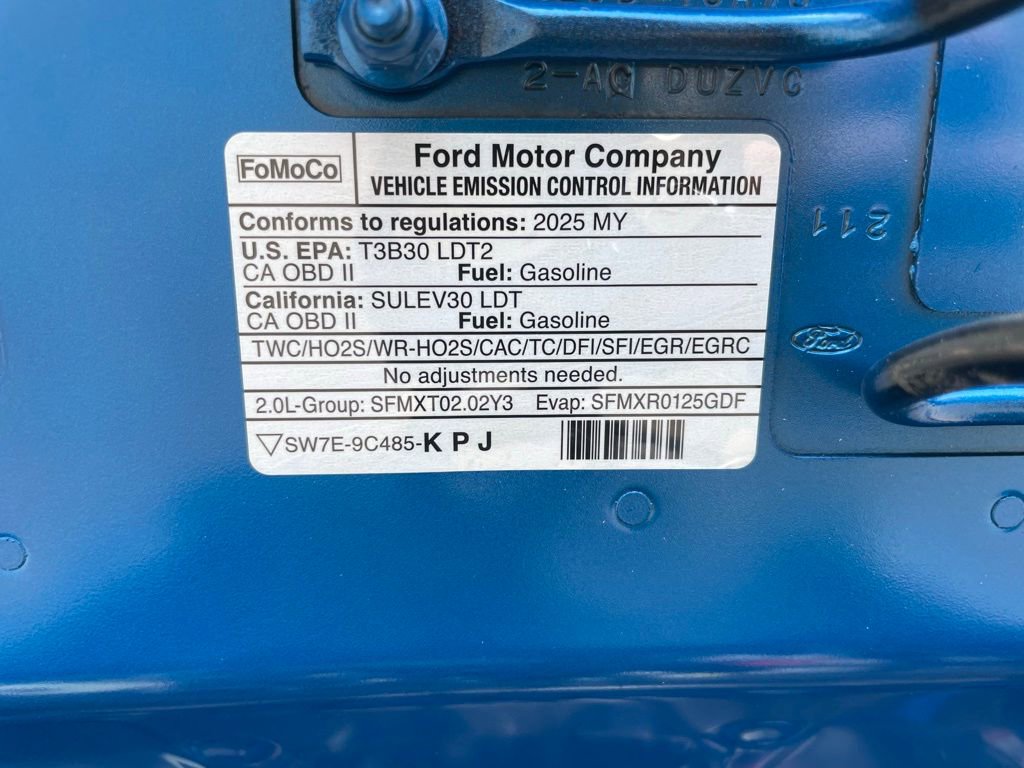 2-AC DUZVC
FoMoCo
Ford Motor Company
VEHICLE EMISSION CONTROL INFORMATION
Conforms to regulations: 2025 MY
U.S. EPA: T3B30 LDT2
CA OBD II Fuel: Gasoline
California: SULEV30 LDT
CA OBD II Fuel: Gasoline
TWC/HO2S/WR-HO2S/CAC/TC/DFI/SFI/EGR/EGRC
No adjustments needed.
2.0L-Group: SFMXT02.02Y3 Evap: SFMXR0125GDF
SW7E-9C485-K P J
211
Ford